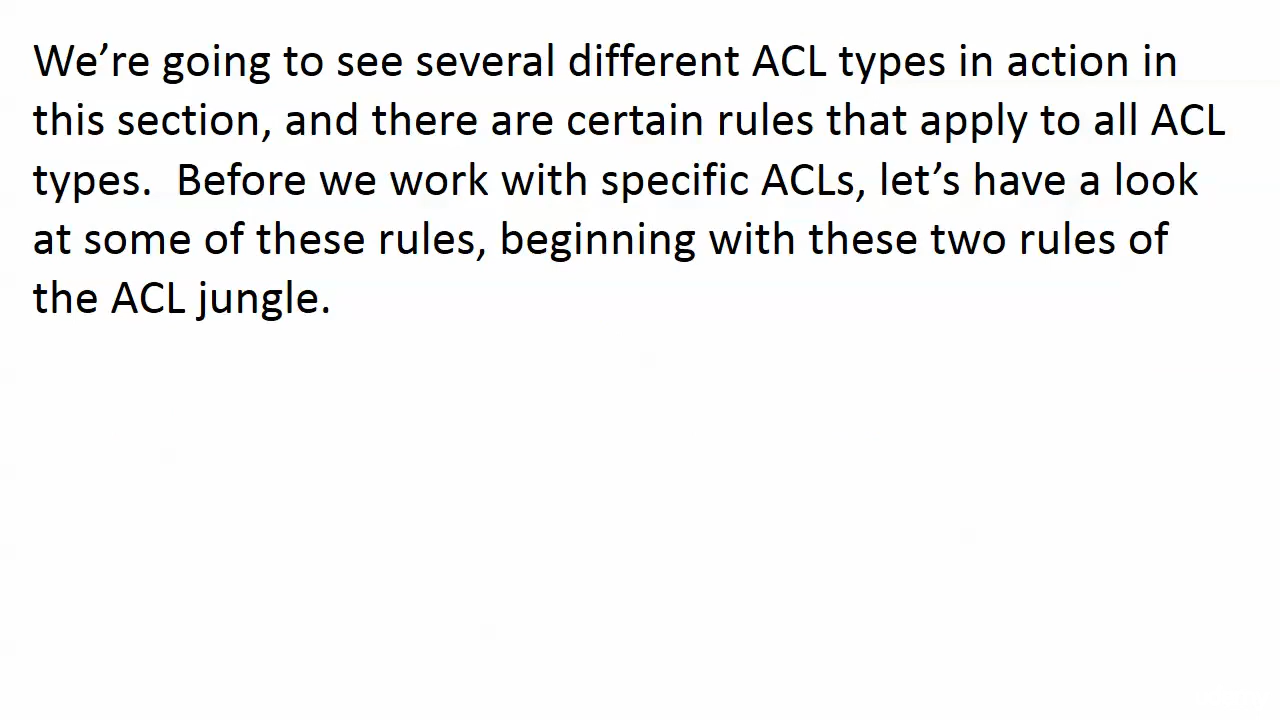 We’re going to see several different ACL types in action in
this section, and there are certain rules that apply to all ACL
types.  Before we work with specific ACLs, let’s have a look
at some of these rules, beginning with these two rules of
the ACL jungle.